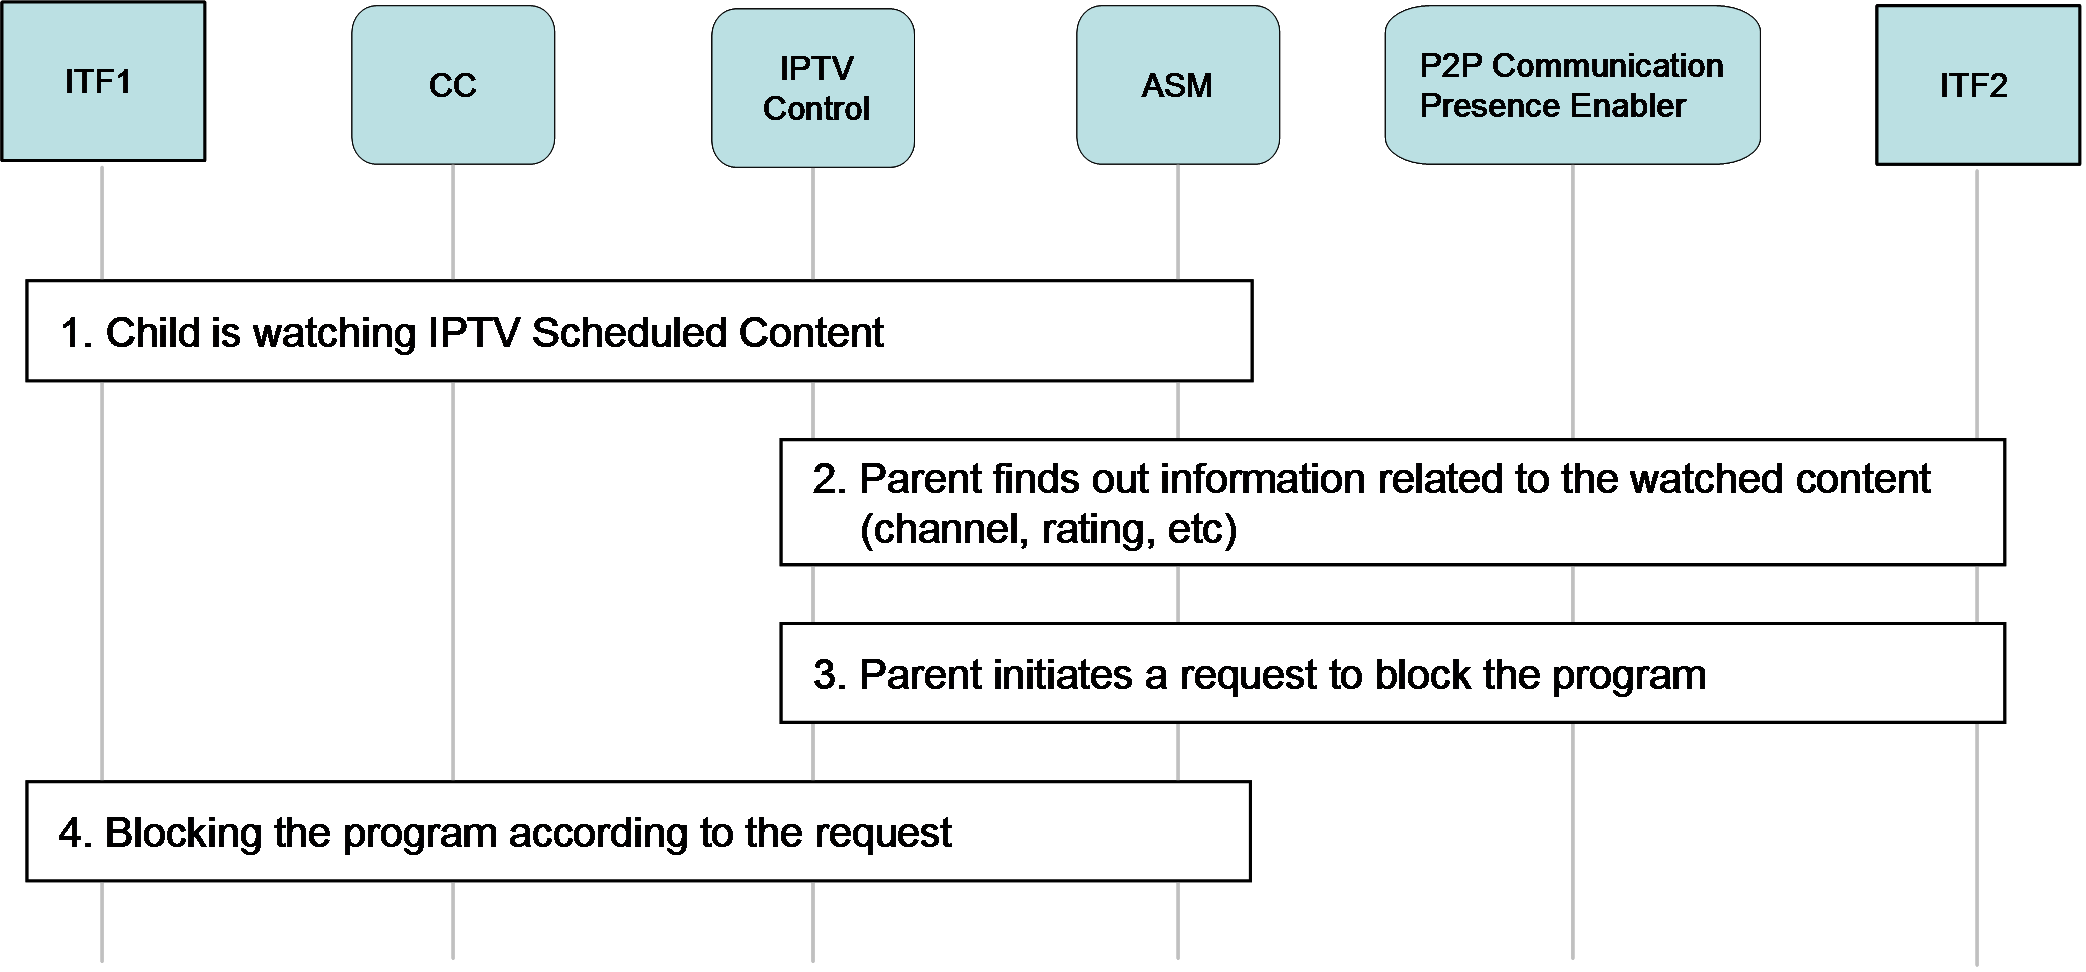 ITF1
CC
IPTV
Control
ASM
P2P Communication
Presence Enabler
ITF2
1. Child is watching IPTV Scheduled Content
2. Parent finds out information related to the watched content
(channel, rating, etc)
3. Parent initiates a request to block the program
4. Blocking the program according to the request